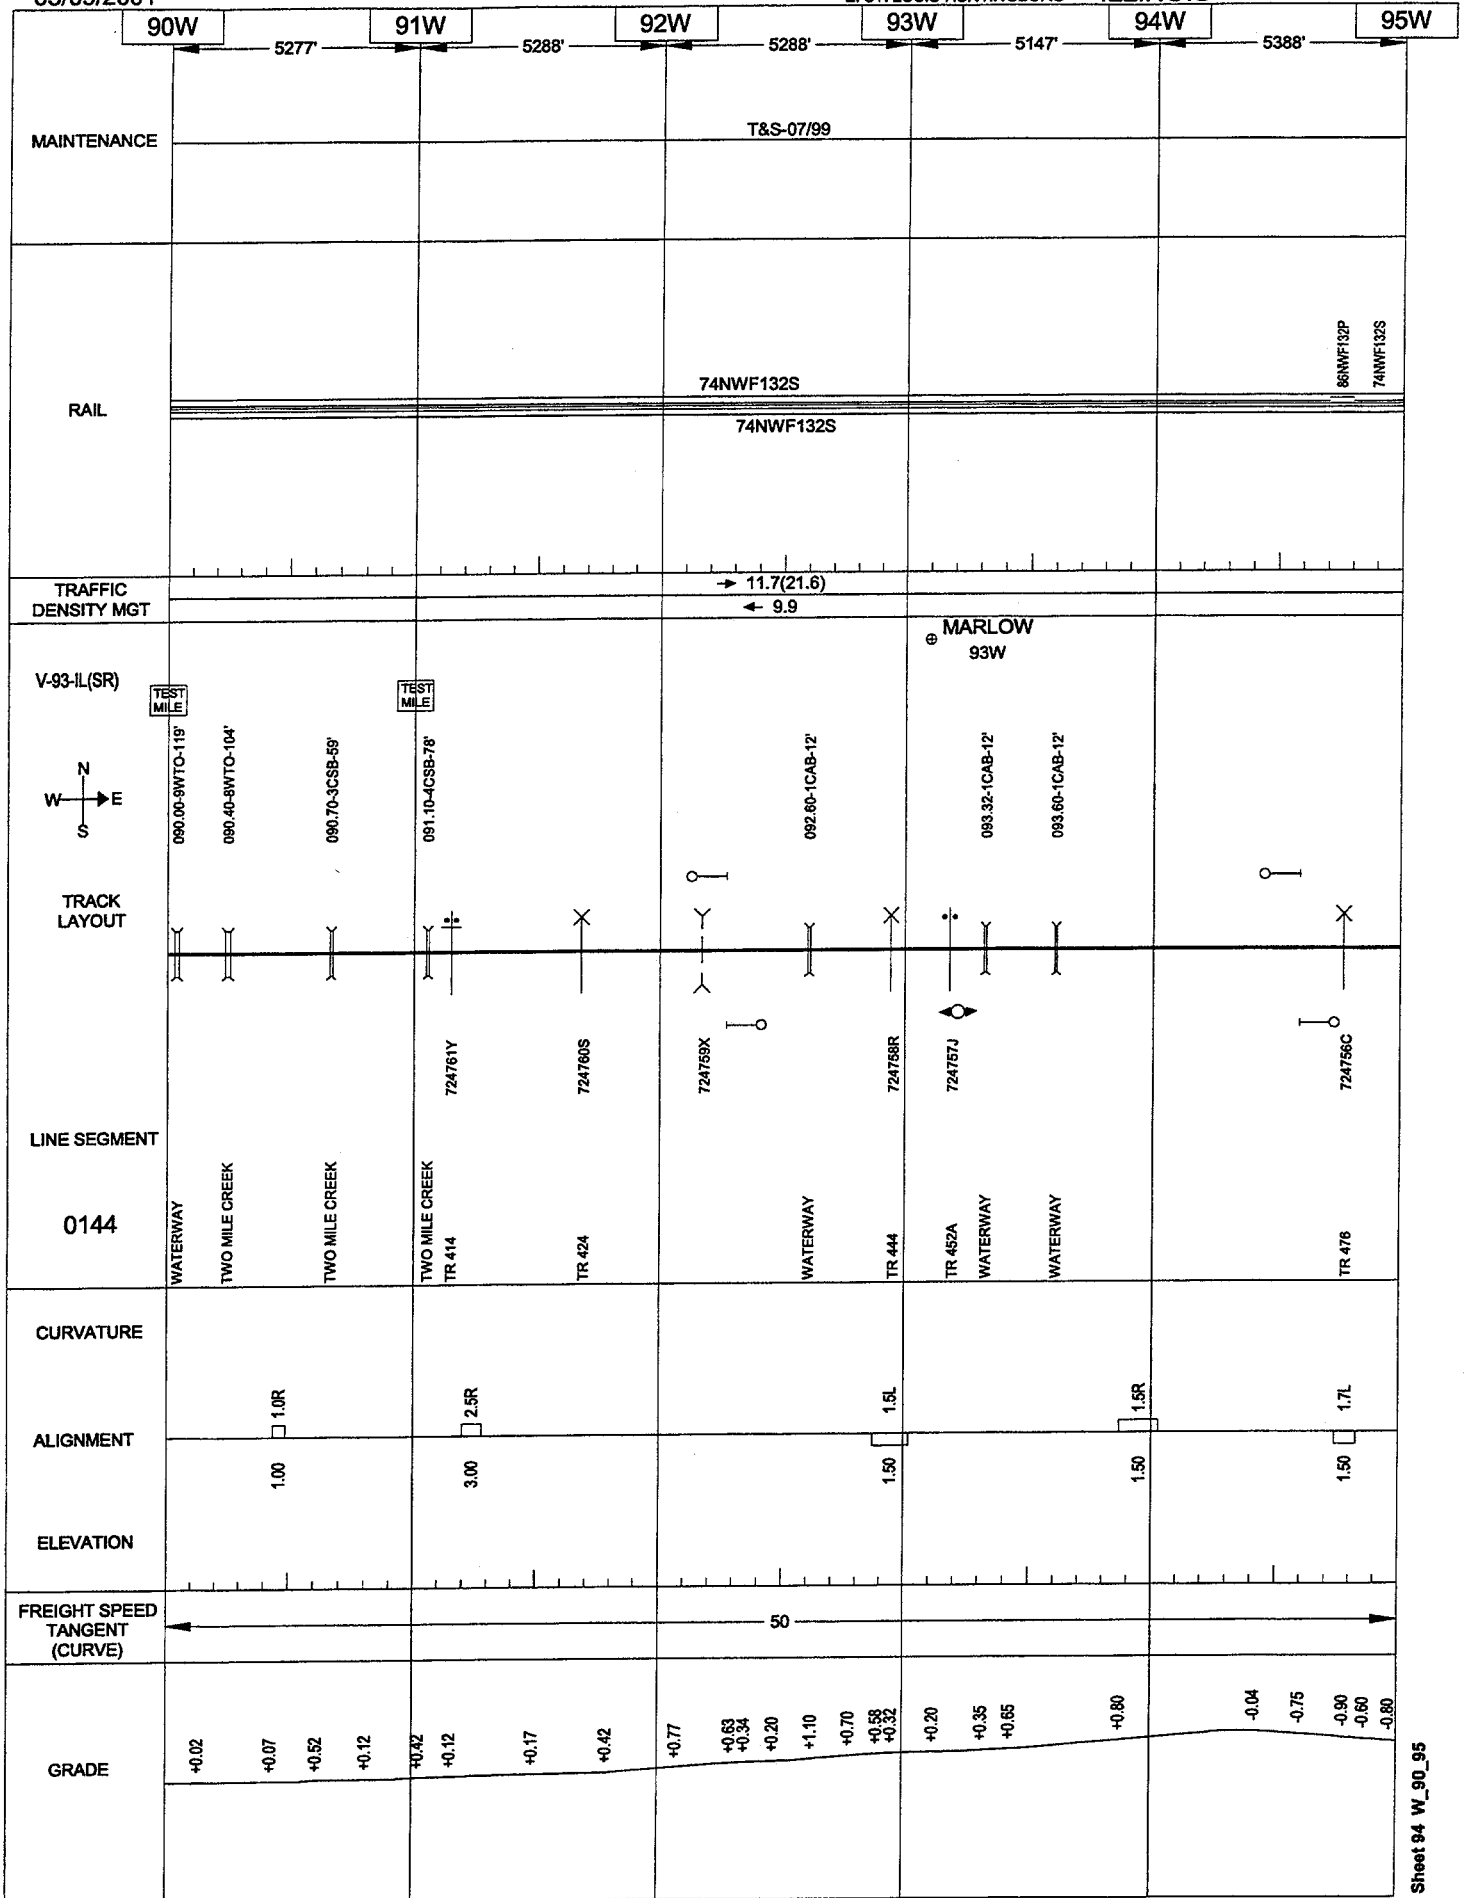 90W 91W 92W 93W 94W 95W
5277' 5288' 5288' 5147' 5388'
MAINTENANCE
T&S-07/99
RAIL
74NWF132S
74NWF132S
86NWF132P
74NWF132S
TRAFFIC
DENSITY MGT
→ 11.7(21.6)
← 9.9
MARLOW
93W
V-93-IL(SR)
TEST
MILE
TEST
MILE
N
W E
S
090.00-9WTO-119'
090.40-8WTO-104'
090.70-3CSB-59'
091.10-4CSB-78'
092.60-1CAB-12'
093.32-1CAB-12'
093.60-1CAB-12'
TRACK
LAYOUT
724761Y
724760S
724759X
724758R
724757J
724756C
LINE SEGMENT
0144
WATERWAY
TWO MILE CREEK
TWO MILE CREEK
TWO MILE CREEK
TR 414
TR 424
WATERWAY
TR 444
TR 452A
WATERWAY
WATERWAY
TR 476
CURVATURE
1.0R
2.5R
1.5L
1.5R
1.7L
ALIGNMENT
1.00
3.00
1.50
1.50
1.50
ELEVATION
FREIGHT SPEED
TANGENT
(CURVE)
50
GRADE
+0.02
+0.07
+0.52
+0.12
+0.42
+0.12
+0.17
+0.42
+0.77
+0.63
+0.34
+0.20
+1.10
+0.70
+0.58
+0.32
+0.20
+0.35
+0.65
+0.80
-0.04
-0.75
-0.90
-0.60
-0.80
Sheet 94 W_90_95